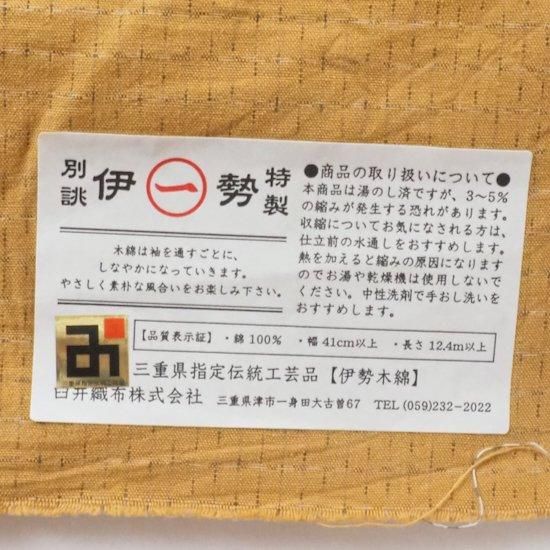 別誂 伊 一 勢 特製
木綿は袖を通すごとに、
しなやかになっていきます。
やさしく素朴な風合いをお楽しみ下さい。
●商品の取り扱いについて●
本商品は湯のし済ですが、3〜5%
の縮みが発生する恐れがあります。
収縮についてお気になされる方は、
仕立前の水通しをおすすめします。
熱を加えると縮みの原因になります
のでお湯や乾燥機は使用しないで
ください。中性洗剤で手おし洗いを
おすすめします。
【品質表示証】 ・綿 100% ・幅 41cm以上 ・長さ 12.4m以上
三重県指定伝統工芸品【伊勢木綿】
臼井織布株式会社 三重県津市一身田大古曽67 TEL (059)232-2022